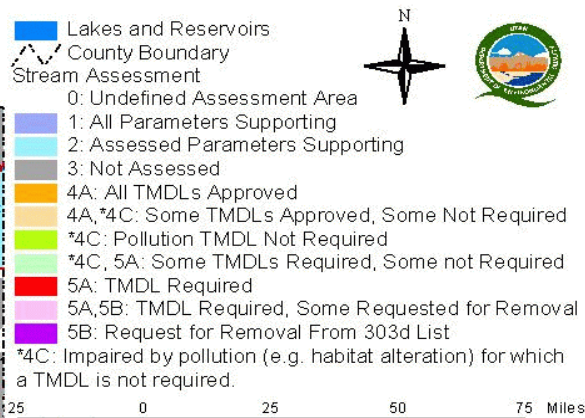 N
Lakes and Reservoirs
County Boundary
Stream Assessment
0: Undefined Assessment Area
1: All Parameters Supporting
2: Assessed Parameters Supporting
3: Not Assessed
4A: All TMDLs Approved
4A,*4C: Some TMDLs Approved, Some Not Required
*4C: Pollution TMDL Not Required
*4C, 5A: Some TMDLs Required, Some not Required
5A: TMDL Required
5A,5B: TMDL Required, Some Requested for Removal
5B: Request for Removal From 303d List
*4C: Impaired by pollution (e.g. habitat alteration) for which
a TMDL is not required.
25 0 25 50 75 Miles